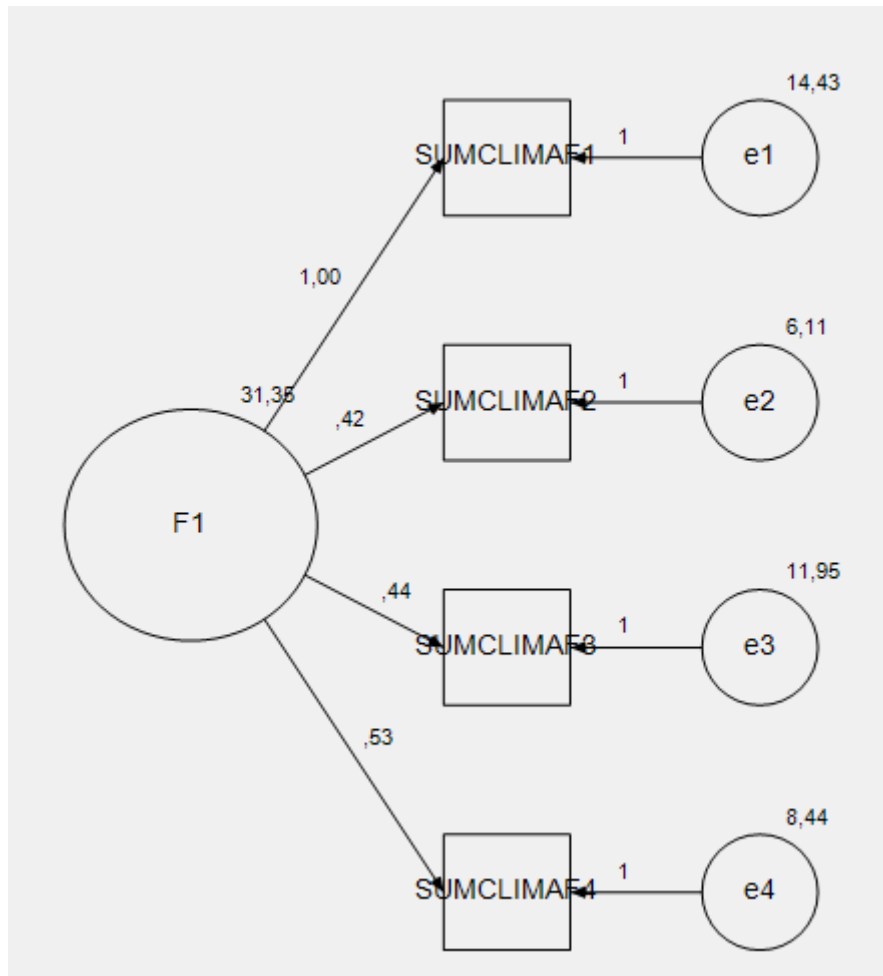 14,43
SUMCLIMAF1
1
e1
1,00
6,11
31,35
SUMCLIMAF2
1
e2
,42
F1
11,95
,44
SUMCLIMAF3
1
e3
,53
8,44
SUMCLIMAF4
1
e4